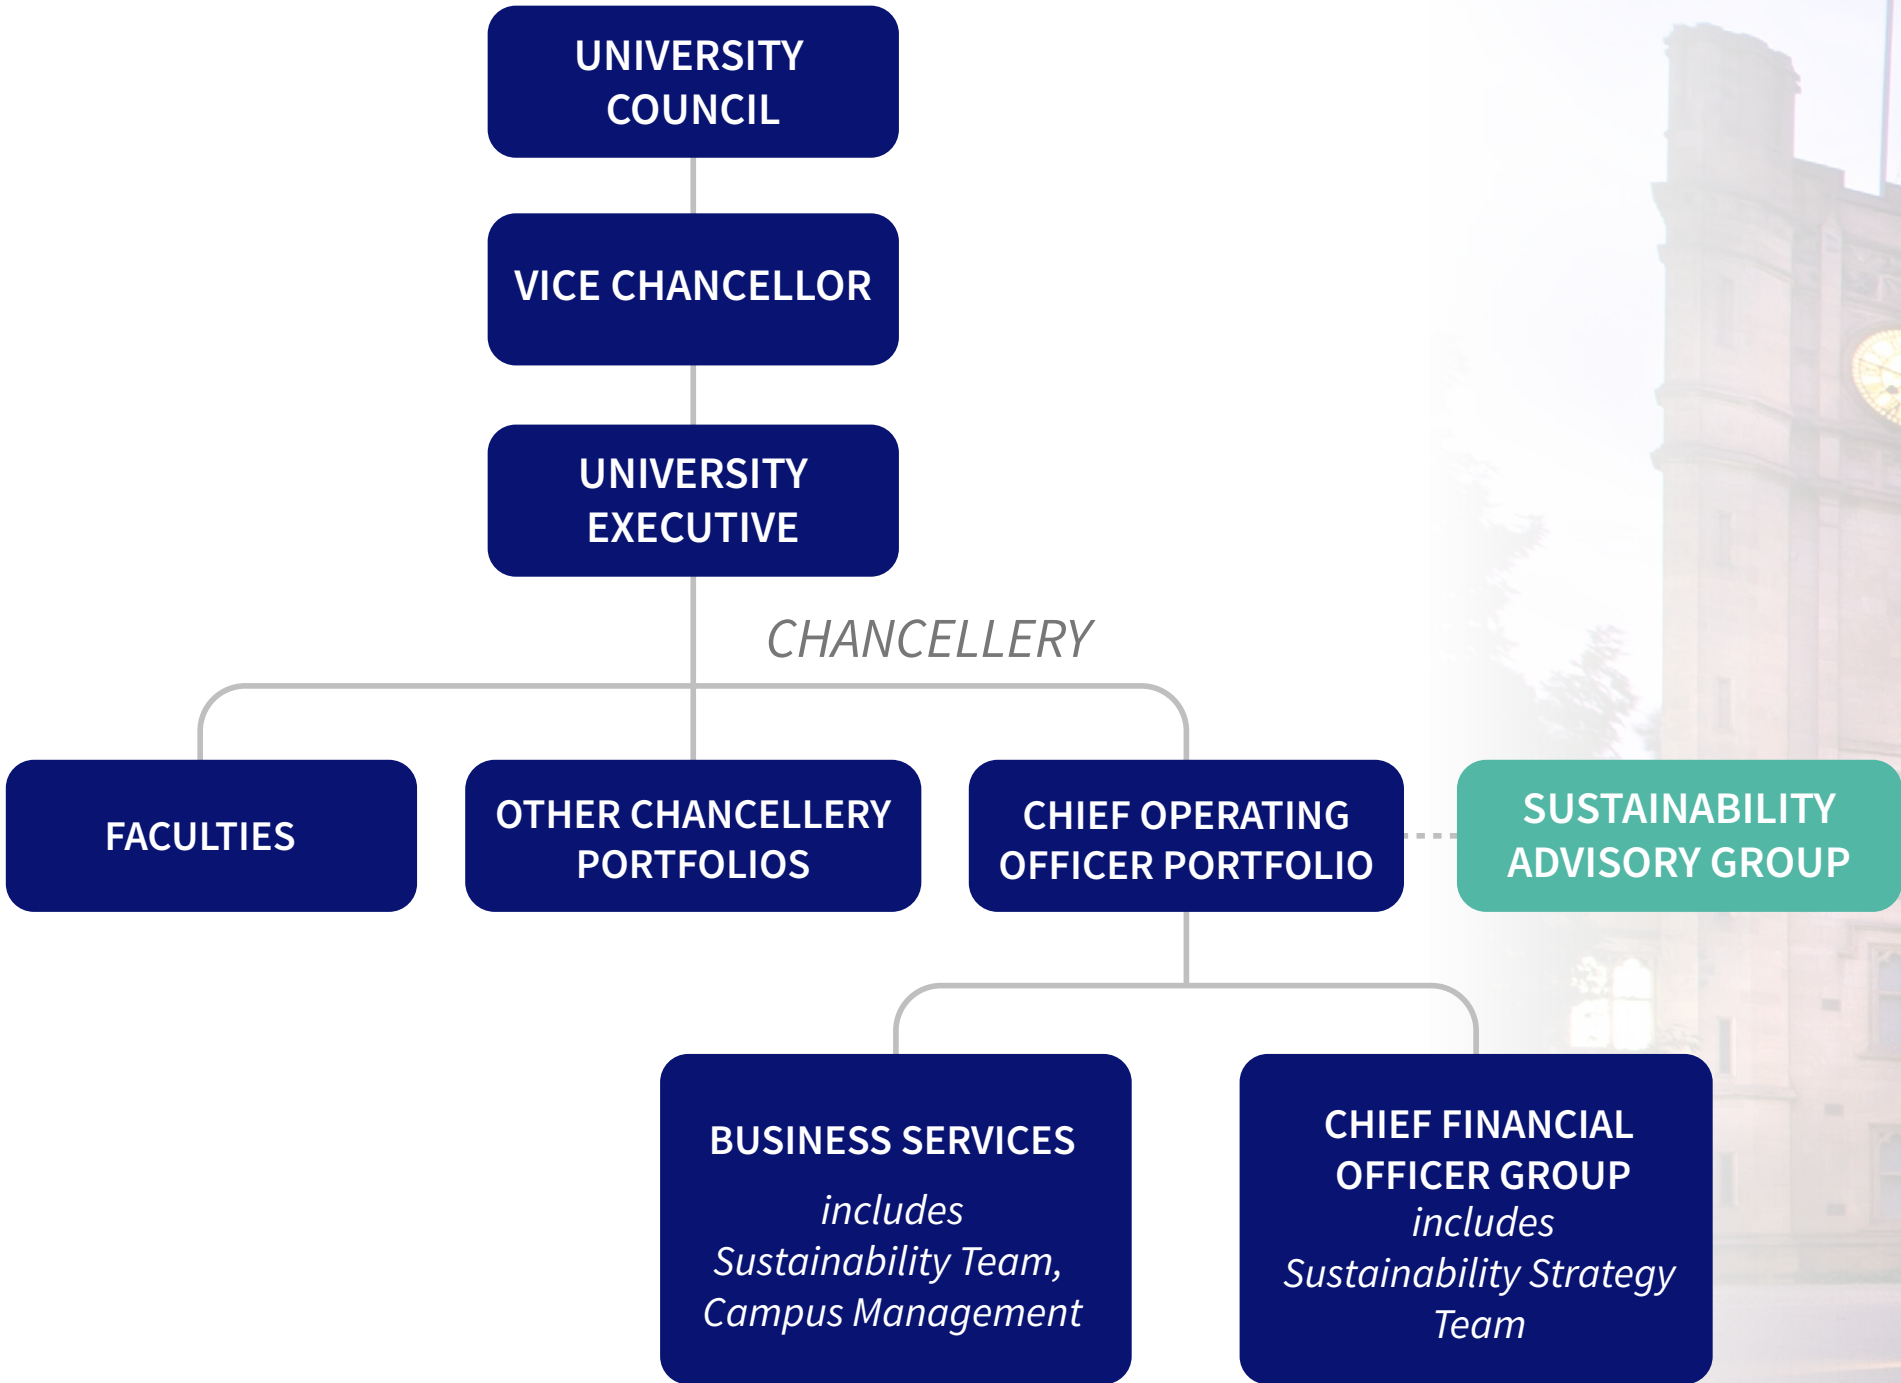 UNIVERSITY
COUNCIL
VICE CHANCELLOR
UNIVERSITY
EXECUTIVE
CHANCELLERY
FACULTIES
OTHER CHANCELLERY
PORTFOLIOS
CHIEF OPERATING
OFFICER PORTFOLIO
SUSTAINABILITY
ADVISORY GROUP
BUSINESS SERVICES
includes
Sustainability Team,
Campus Management
CHIEF FINANCIAL
OFFICER GROUP
includes
Sustainability Strategy
Team